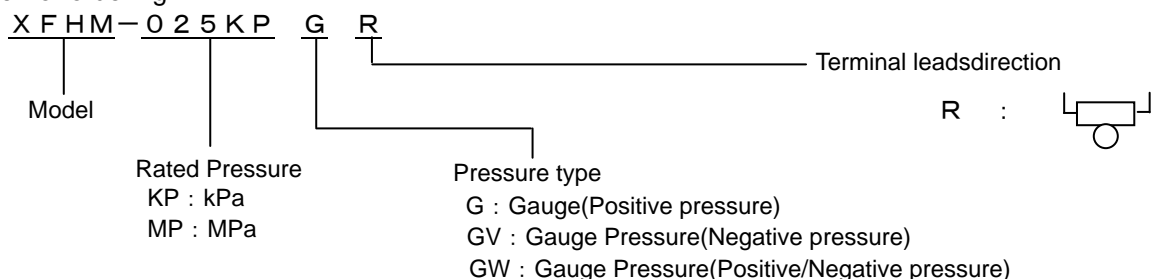 ＸＦＨＭ－０２５ＫＰ Ｇ Ｒ
Terminal leadsdirection
Model
Ｒ ：
Rated Pressure
KP：kPa
MP：MPa
Pressure type
G：Gauge(Positive pressure)
GV：Gauge Pressure(Negative pressure)
GW：Gauge Pressure(Positive/Negative pressure)